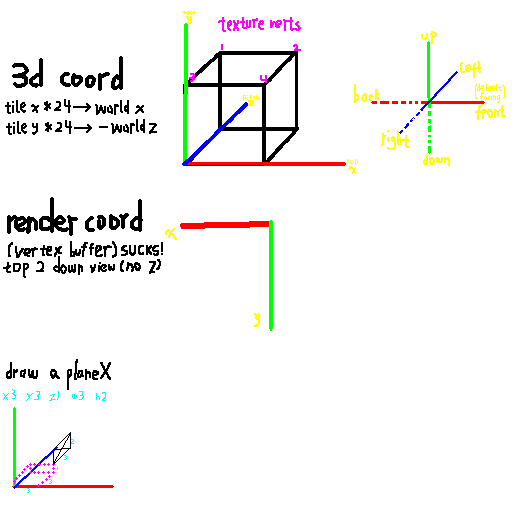 texture verts
1
2
3
4
x
3d coord
tile x *24→ world x
tile y *24→ -world z
up
left
back
front
right
down
render coord
(vertex buffer) SUCKS!
top 2 down view (no z)
x
y
draw a planeX
x3 y3 z1 w3 h2